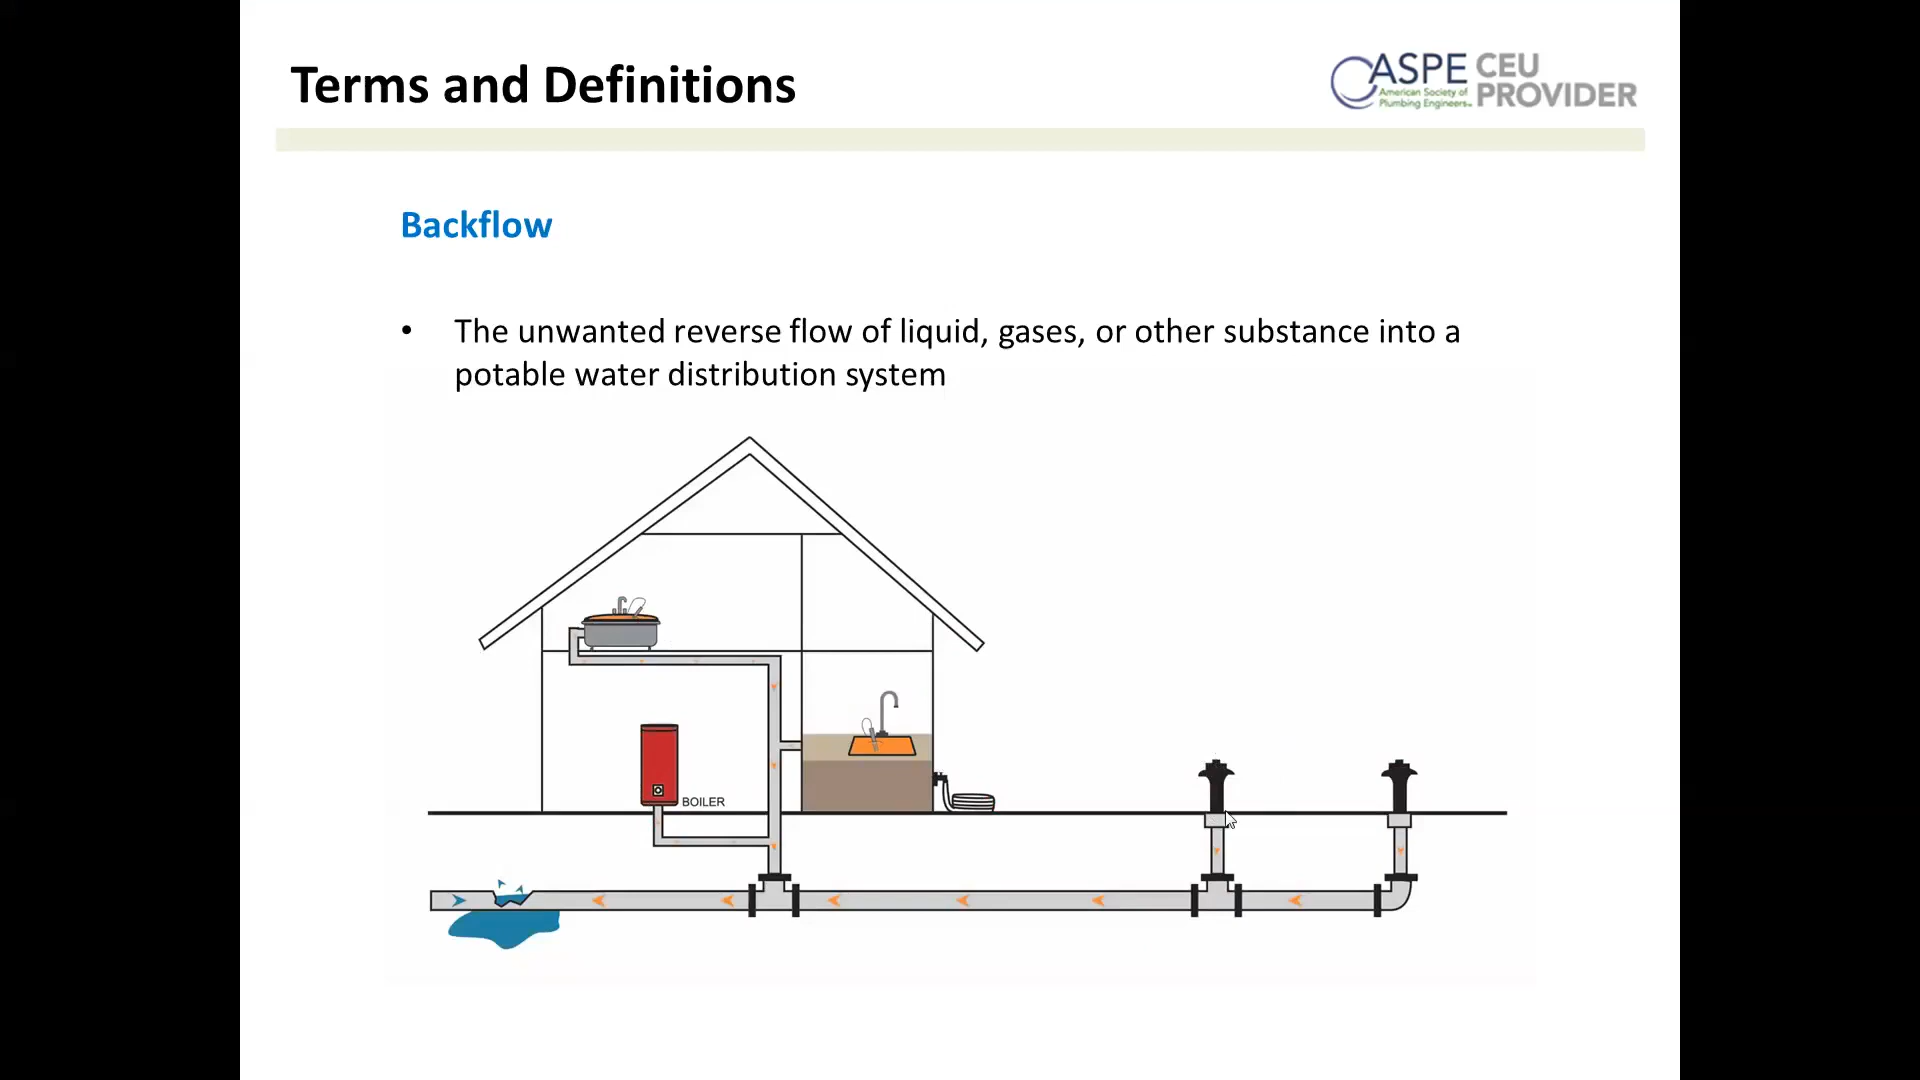 Terms and Definitions
ASPE CEU
American Society of
Plumbing Engineers PROVIDER
Backflow
• The unwanted reverse flow of liquid, gases, or other substance into a
potable water distribution system
BOILER